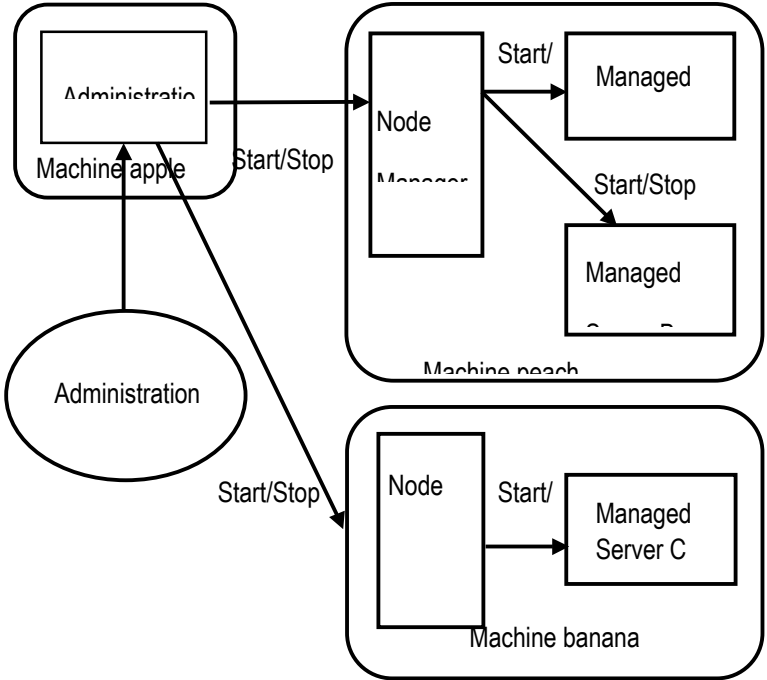 Administratio
Machine apple
Start/Stop
Node
Manager
Start/
Managed
Start/Stop
Managed
Machine peach
Administration
Start/Stop
Node
Start/
Managed
Server C
Machine banana